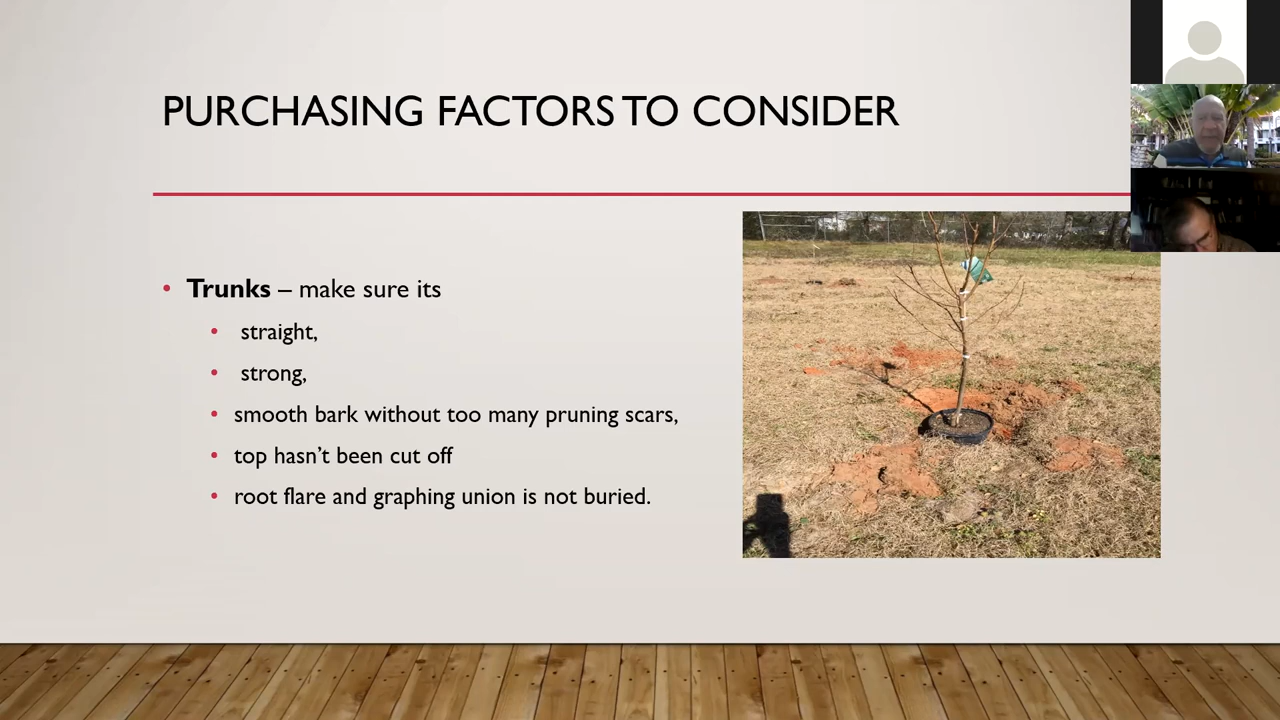 PURCHASING FACTORS TO CONSIDER
Trunks – make sure its
straight,
strong,
smooth bark without too many pruning scars,
top hasn't been cut off
root flare and graphing union is not buried.